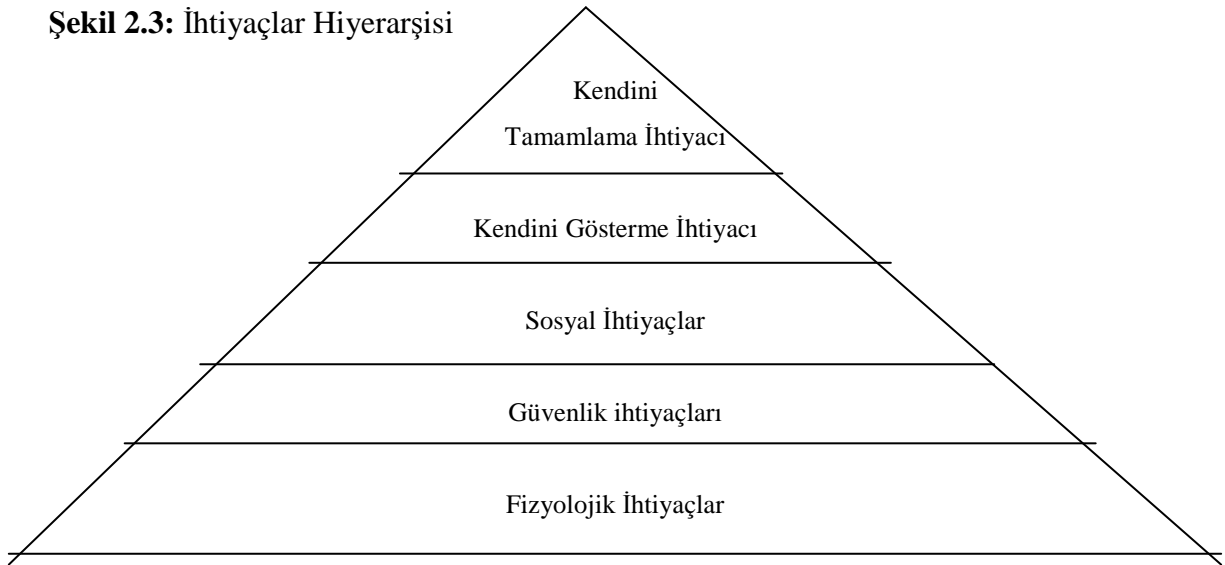 Şekil 2.3: İhtiyaçlar Hiyerarşisi
Kendini
Tamamlama İhtiyacı
Kendini Gösterme İhtiyacı
Sosyal İhtiyaçlar
Güvenlik ihtiyaçları
Fizyolojik İhtiyaçlar